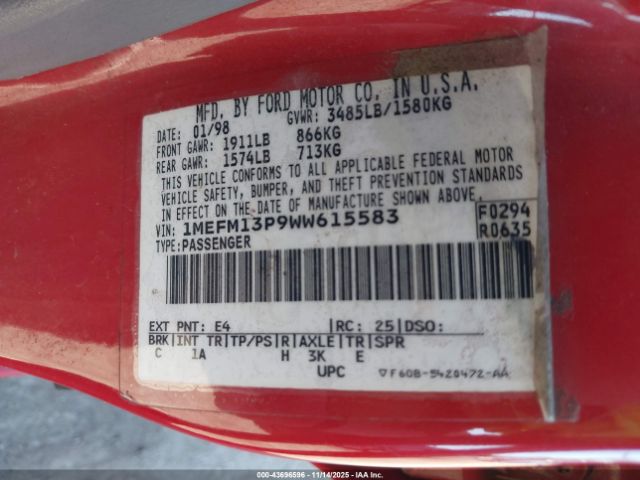 MFD. BY FORD MOTOR CO. IN U.S.A.
DATE: 01/98 GVWR: 3485LB/1580KG
FRONT GAWR: 1911LB 866KG
REAR GAWR: 1574LB 713KG
THIS VEHICLE CONFORMS TO ALL APPLICABLE FEDERAL MOTOR
VEHICLE SAFETY, BUMPER, AND THEFT PREVENTION STANDARDS
IN EFFECT ON THE DATE OF MANUFACTURE SHOWN ABOVE.
VIN: 1MEFM13P9WW615583 F0294
TYPE: PASSENGER R0635
EXT PNT: E4 RC: 25 DSO:
BRK INT TR TP/PS R AXLE TR SPR
C 1A H 3K E
UPC ▽F60B-5420472-AA
000-43696596 - 11/14/2025 - IAAI.COM